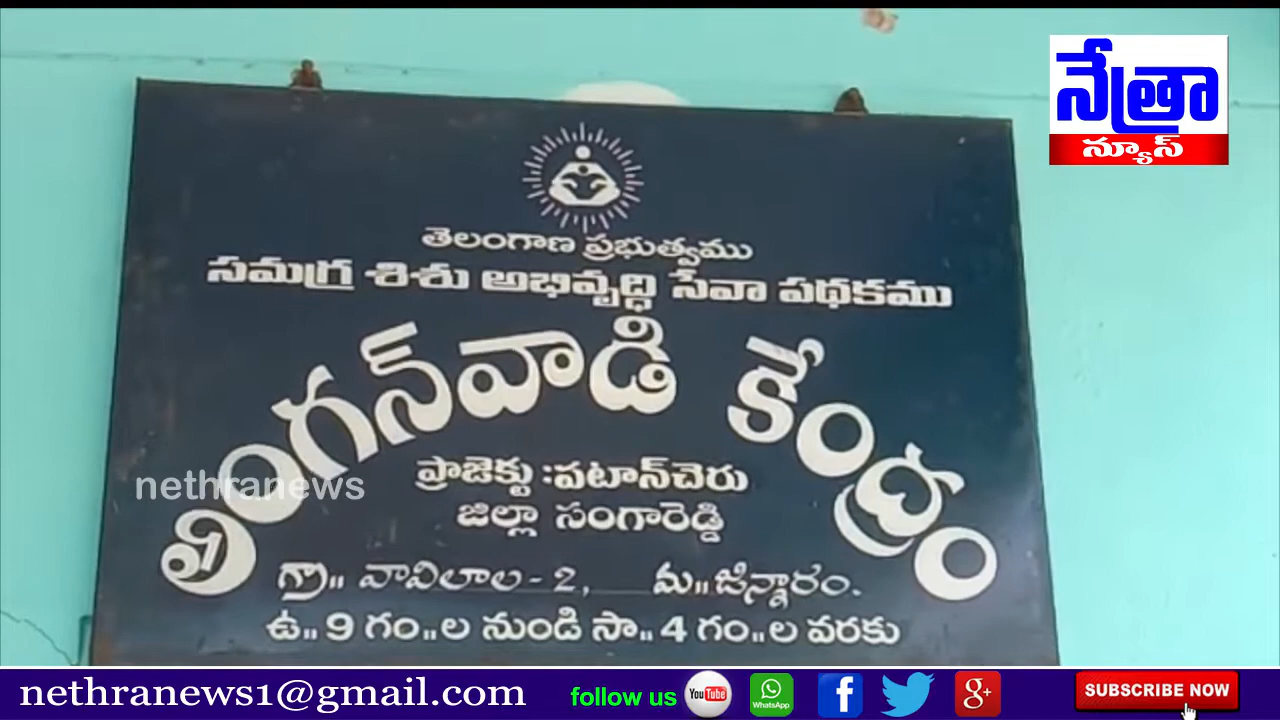 నేత్రా
న్యూస్
తెలంగాణ ప్రభుత్వము
సమగ్ర శిశు అభివృద్ధి సేవా పథకము
అంగన్‌వాడి కేంద్రం
nethranews
ప్రాజెక్టు :పటాన్‌చెరు
జిల్లా సంగారెడ్డి
గ్రా॥ వావిలాల - 2, మ॥ జిన్నారం.
ఉ॥ 9 గం॥ల నుండి సా॥ 4 గం॥ల వరకు
nethranews1@gmail.com follow us YouTube WhatsApp f g+ SUBSCRIBE NOW